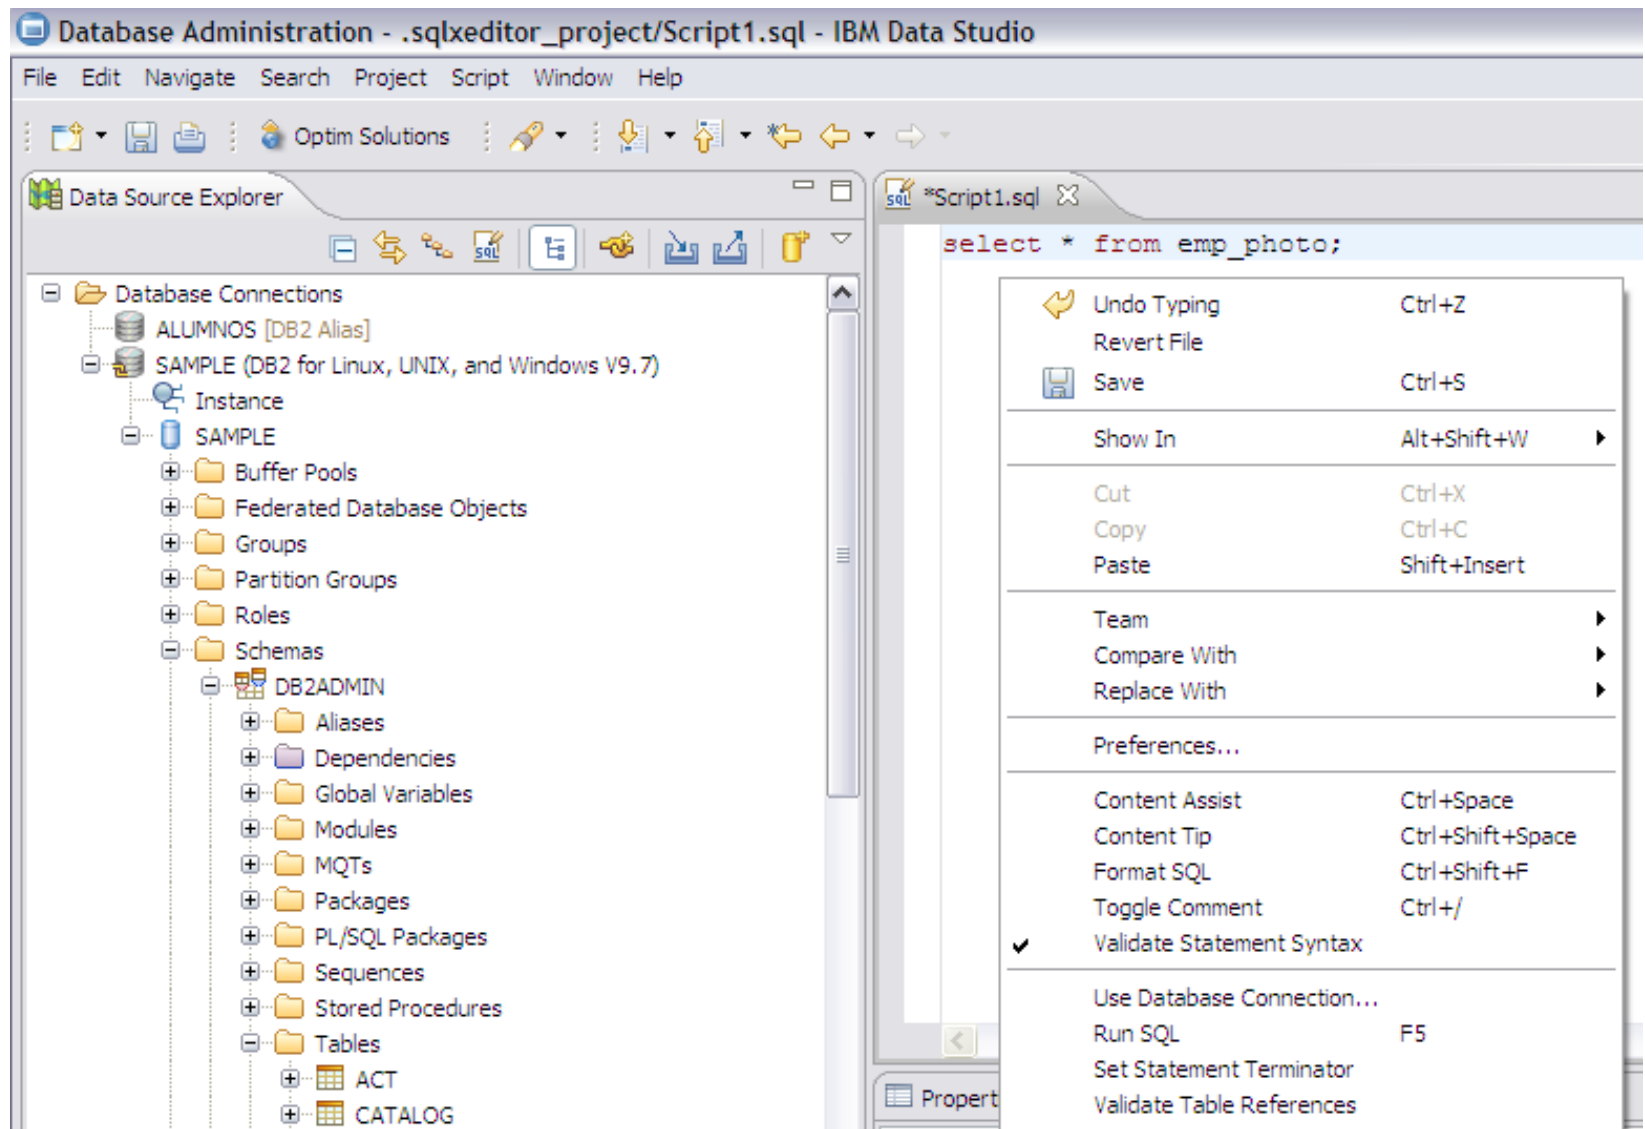 Database Administration - .sqlxeditor_project/Script1.sql - IBM Data Studio
File Edit Navigate Search Project Script Window Help
Optim Solutions
Data Source Explorer
SQL
Database Connections
ALUMNOS [DB2 Alias]
SAMPLE (DB2 for Linux, UNIX, and Windows V9.7)
Instance
SAMPLE
Buffer Pools
Federated Database Objects
Groups
Partition Groups
Roles
Schemas
DB2ADMIN
Aliases
Dependencies
Global Variables
Modules
MQTs
Packages
PL/SQL Packages
Sequences
Stored Procedures
Tables
ACT
CATALOG
SQL *Script1.sql
select * from emp_photo;
Undo Typing Ctrl+Z
Revert File
Save Ctrl+S
Show In Alt+Shift+W
Cut Ctrl+X
Copy Ctrl+C
Paste Shift+Insert
Team
Compare With
Replace With
Preferences...
Content Assist Ctrl+Space
Content Tip Ctrl+Shift+Space
Format SQL Ctrl+Shift+F
Toggle Comment Ctrl+/
Validate Statement Syntax
Use Database Connection...
Run SQL F5
Set Statement Terminator
Validate Table References
Propert